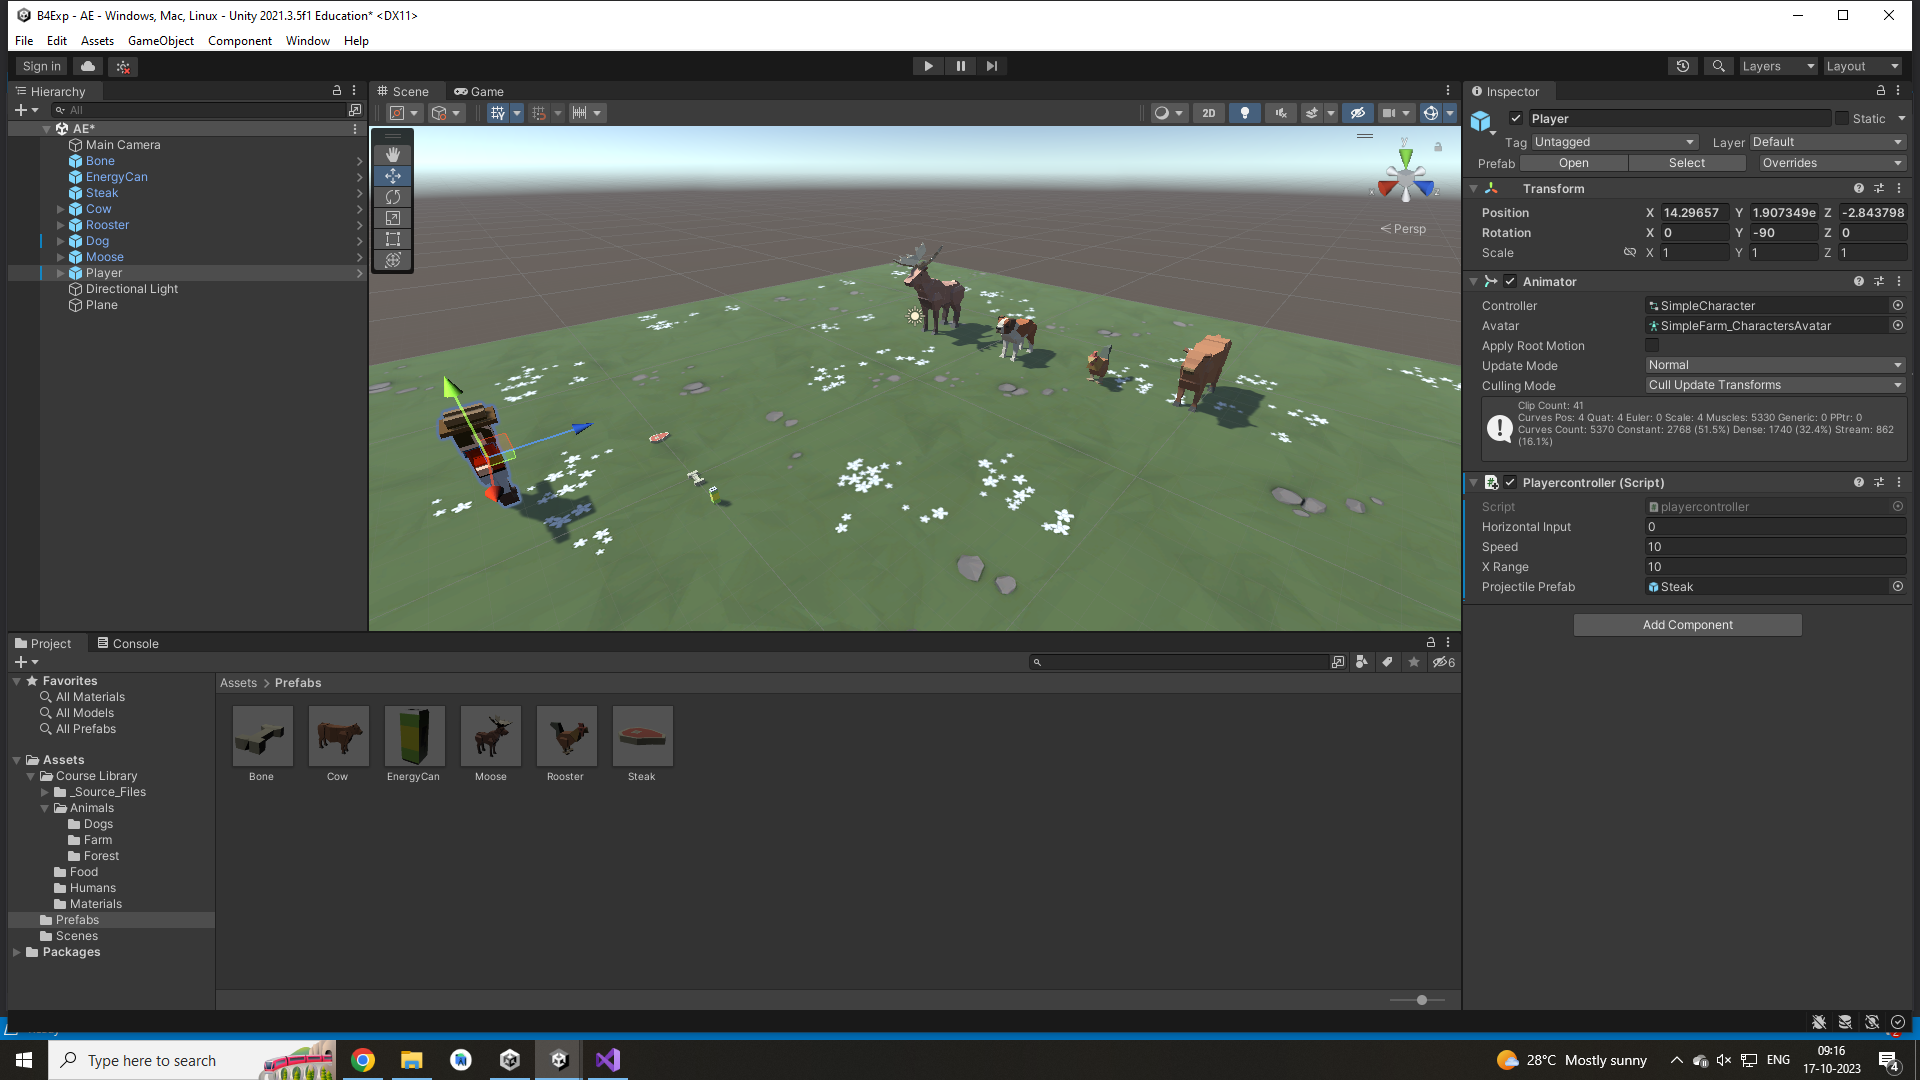 B4Exp - AE - Windows, Mac, Linux - Unity 2021.3.5f1 Education* <DX11>
File Edit Assets GameObject Component Window Help
Sign in
Layers Layout
Hierarchy
All
AE*
Main Camera
Bone
EnergyCan
Steak
Cow
Rooster
Dog
Moose
Player
Directional Light
Plane
Scene Game
2D
y
x
z
Persp
Inspector
Player Static
Tag Untagged Layer Default
Prefab Open Select Overrides
Transform
Position X 14.29657 Y 1.907349e Z -2.843798
Rotation X 0 Y -90 Z 0
Scale X 1 Y 1 Z 1
Animator
Controller SimpleCharacter
Avatar SimpleFarm_CharactersAvatar
Apply Root Motion
Update Mode Normal
Culling Mode Cull Update Transforms
Clip Count: 41
Curves Pos: 4 Quat: 4 Euler: 0 Scale: 4 Muscles: 5330 Generic: 0 PPtr: 0
Curves Count: 5370 Constant: 2768 (51.5%) Dense: 1740 (32.4%) Stream: 862
(16.1%)
Playercontroller (Script)
Script playercontroller
Horizontal Input 0
Speed 10
X Range 10
Projectile Prefab Steak
Add Component
Project Console
6
Favorites
All Materials
All Models
All Prefabs
Assets
Course Library
_Source_Files
Animals
Dogs
Farm
Forest
Food
Humans
Materials
Prefabs
Scenes
Packages
Assets > Prefabs
Bone Cow EnergyCan Moose Rooster Steak
Type here to search
28°C Mostly sunny
ENG
09:16
17-10-2023
4